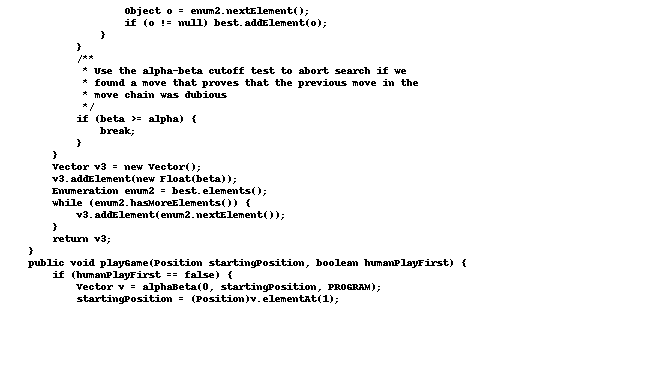 Object o = enum2.nextElement();
if (o != null) best.addElement(o);
}
}
/**
* Use the alpha-beta cutoff test to abort search if we
* found a move that proves that the previous move in the
* move chain was dubious
*/
if (beta >= alpha) {
break;
}
}
Vector v3 = new Vector();
v3.addElement(new Float(beta));
Enumeration enum2 = best.elements();
while (enum2.hasMoreElements()) {
v3.addElement(enum2.nextElement());
}
return v3;
}
public void playGame(Position startingPosition, boolean humanPlayFirst) {
if (humanPlayFirst == false) {
Vector v = alphaBeta(0, startingPosition, PROGRAM);
startingPosition = (Position)v.elementAt(1);